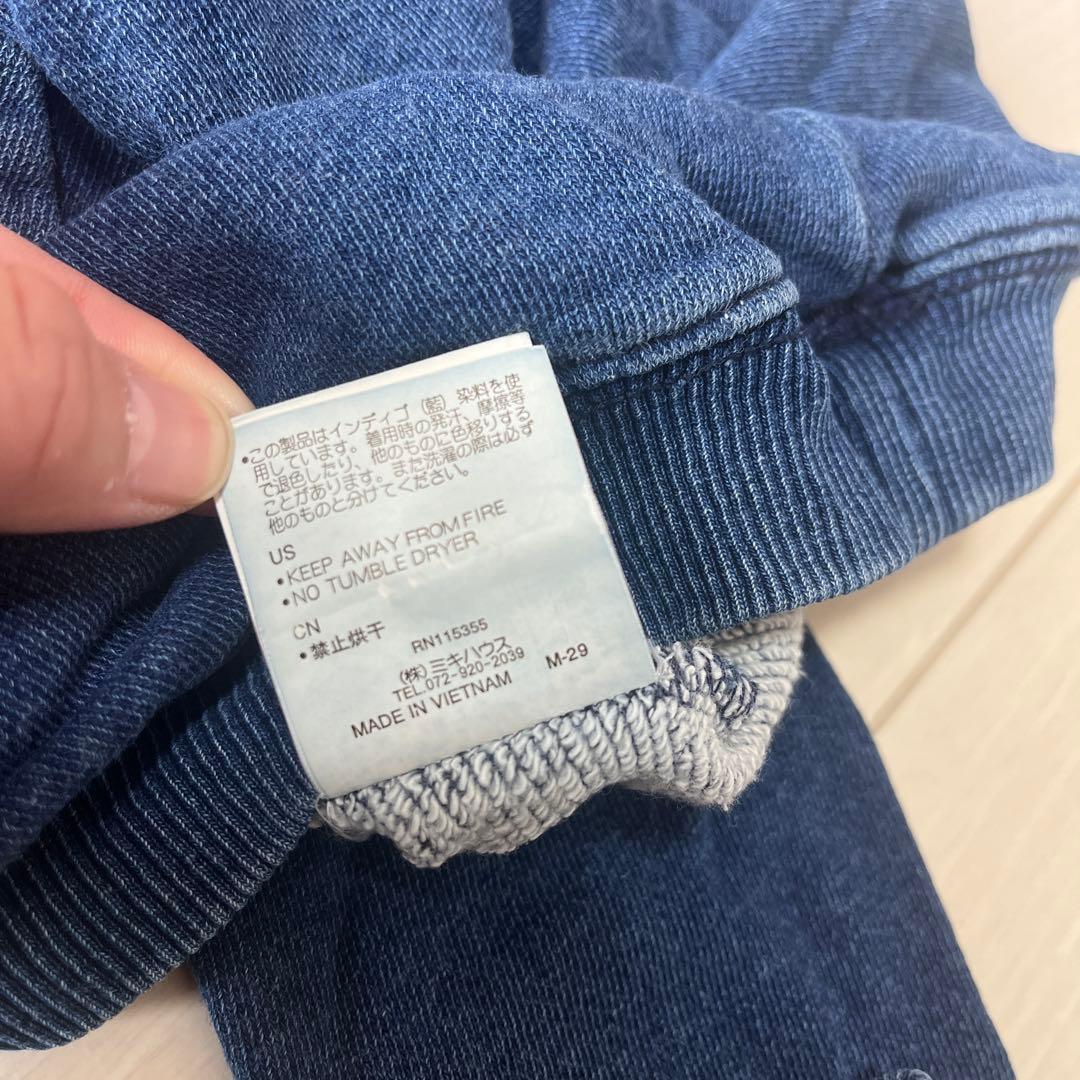 •この製品はインディゴ（藍）染料を使
用しています。着用時の発汗、摩擦等
で退色したり、他のものに色移りする
ことがあります。また洗濯の際は必ず
他のものと分けてください。
US
•KEEP AWAY FROM FIRE
•NO TUMBLE DRYER
CN
•禁止烘干
RN115355
(株)ミキハウス
TEL.072-920-2039
MADE IN VIETNAM
M-29